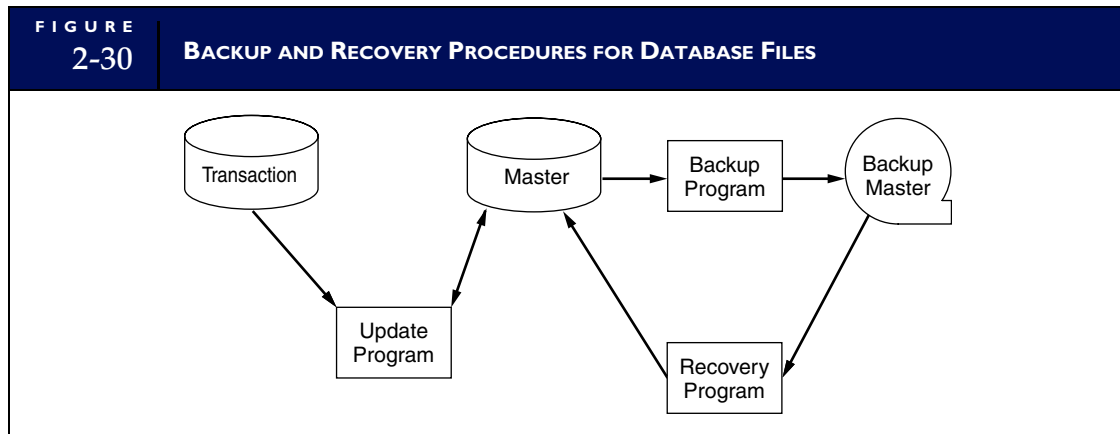 FIGURE
2-30
BACKUP AND RECOVERY PROCEDURES FOR DATABASE FILES
Transaction
Master
Backup
Program
Backup
Master
Update
Program
Recovery
Program